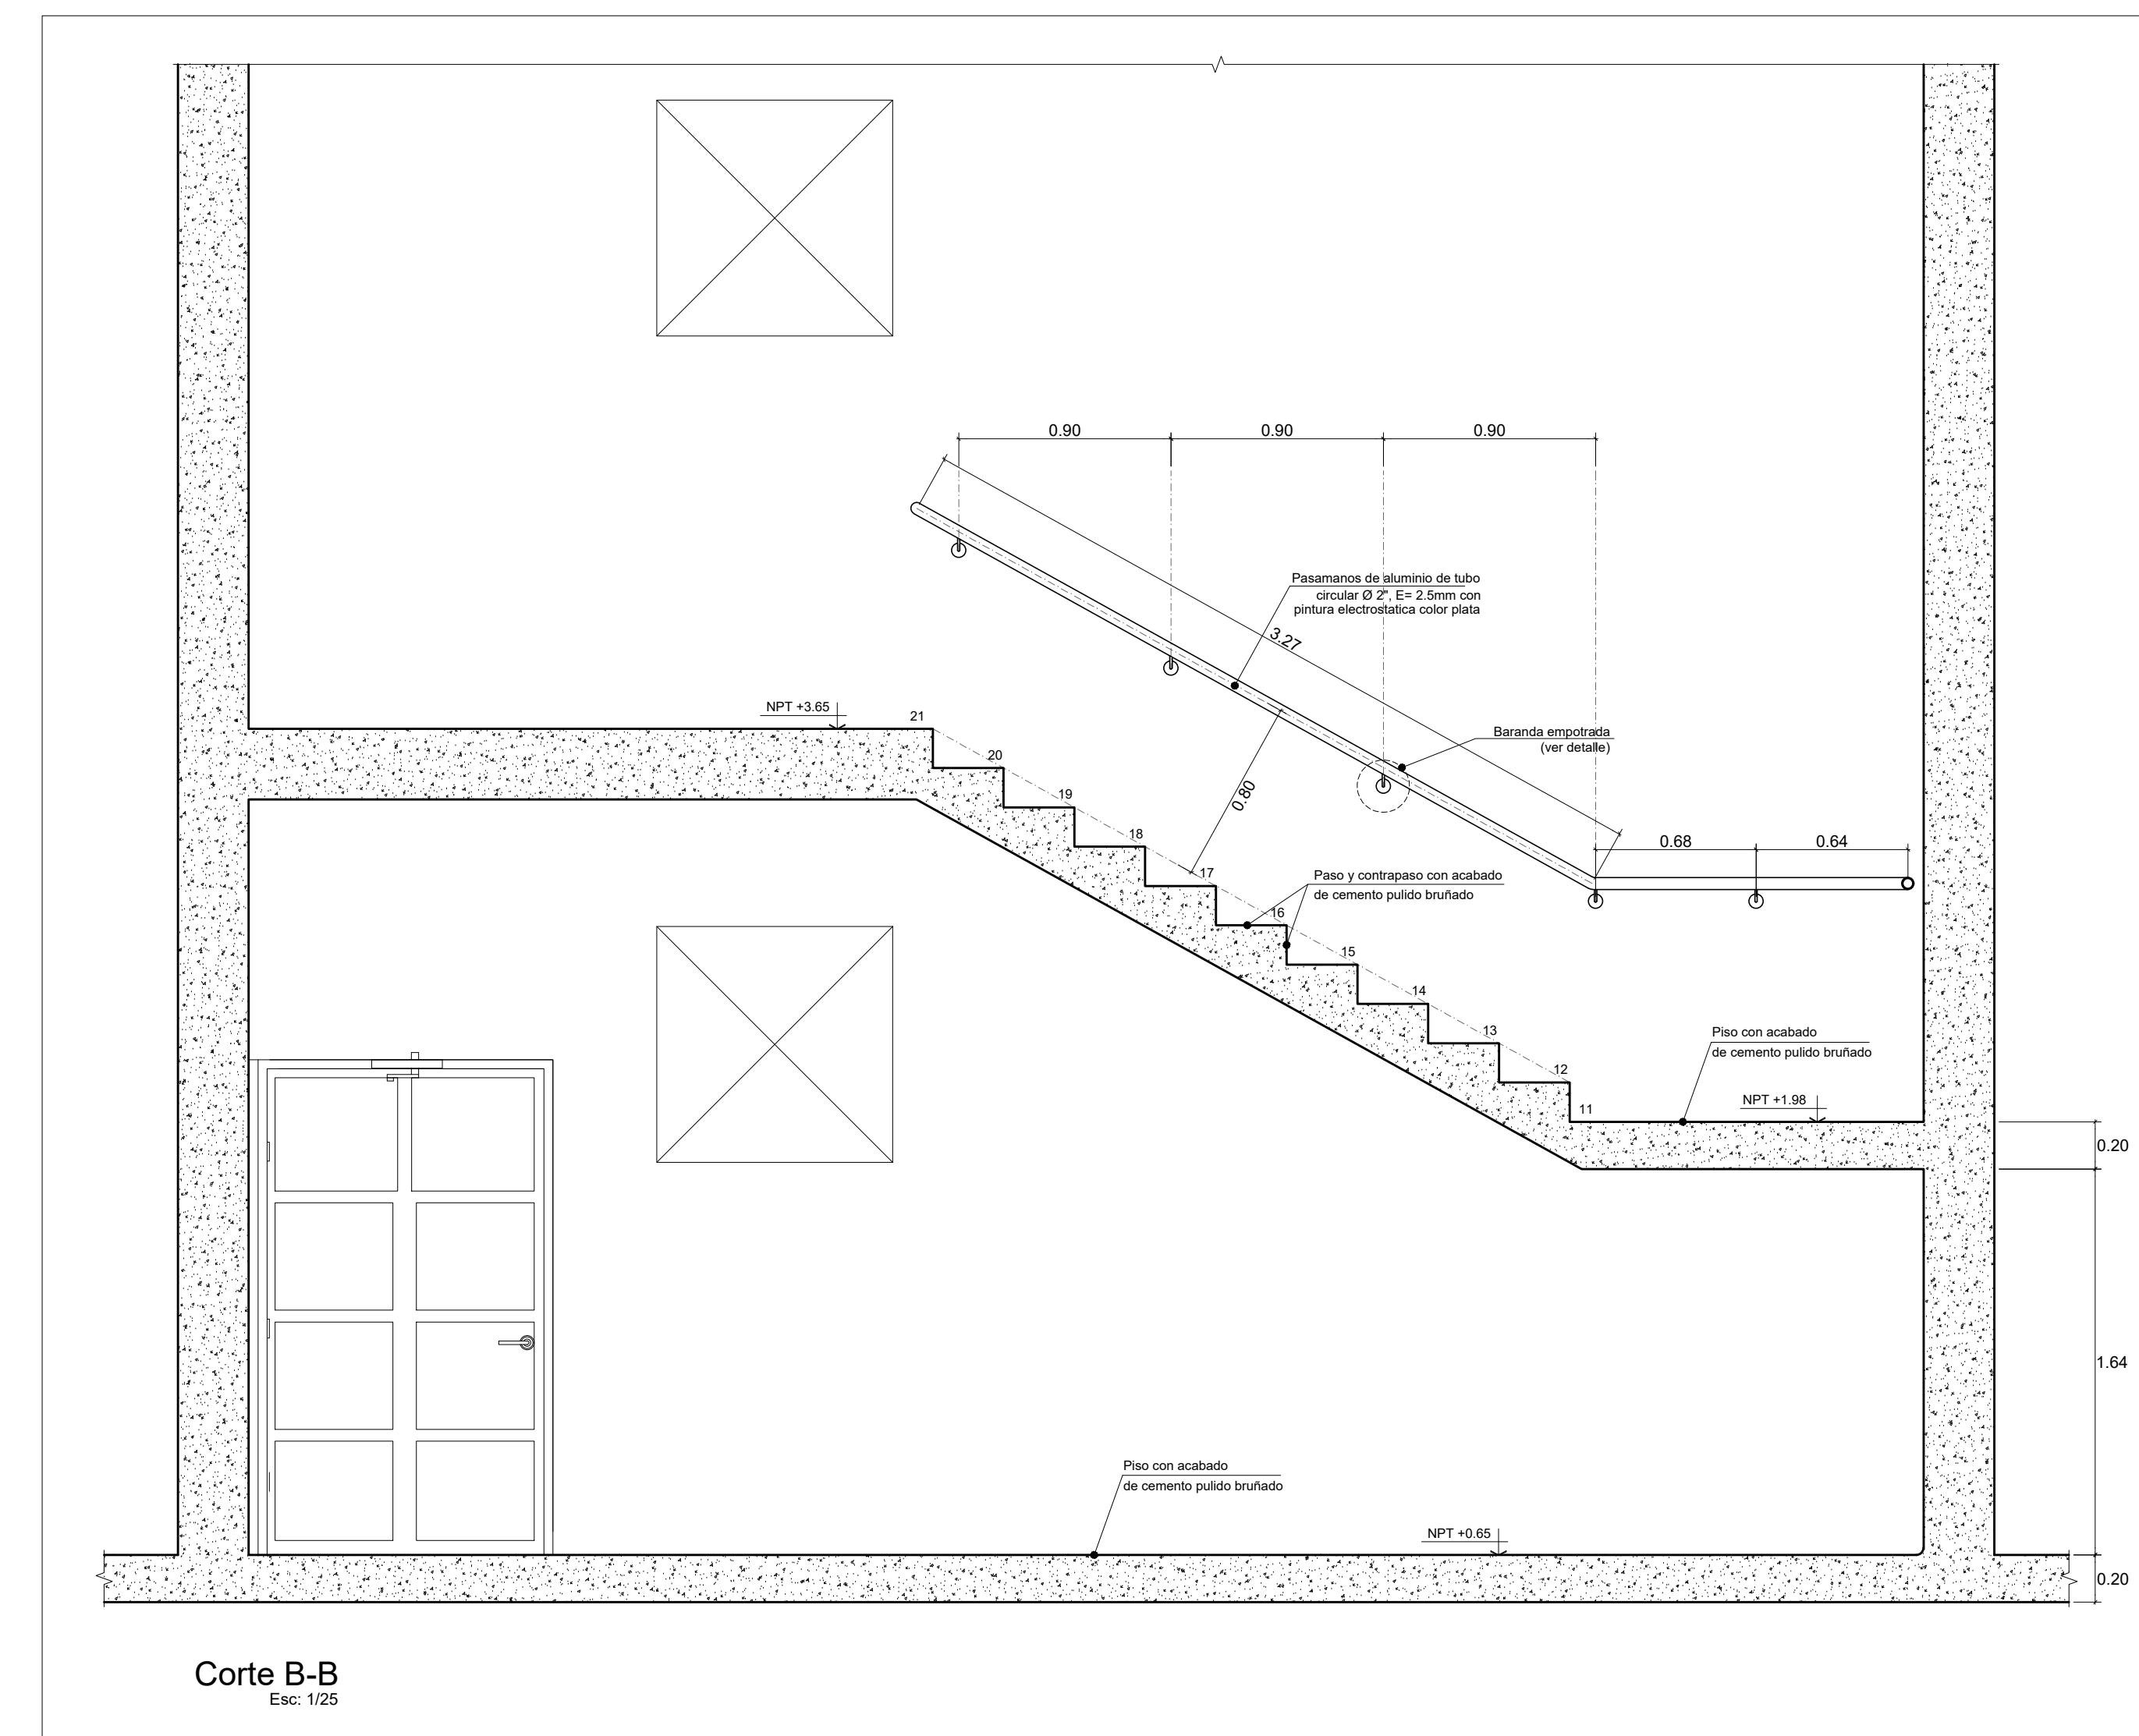 0.90
0.90
0.90
Pasamanos de aluminio de tubo
circular Ø 2", E= 2.5mm con
pintura electrostatica color plata
3.27
NPT +3.65
21
Baranda empotrada
(ver detalle)
20
0.80
19
18
0.68
0.64
17
Paso y contrapaso con acabado
de cemento pulido bruñado
16
15
14
13
Piso con acabado
de cemento pulido bruñado
12
NPT +1.98
11
0.20
1.64
Piso con acabado
de cemento pulido bruñado
NPT +0.65
0.20
Corte B-B
Esc: 1/25